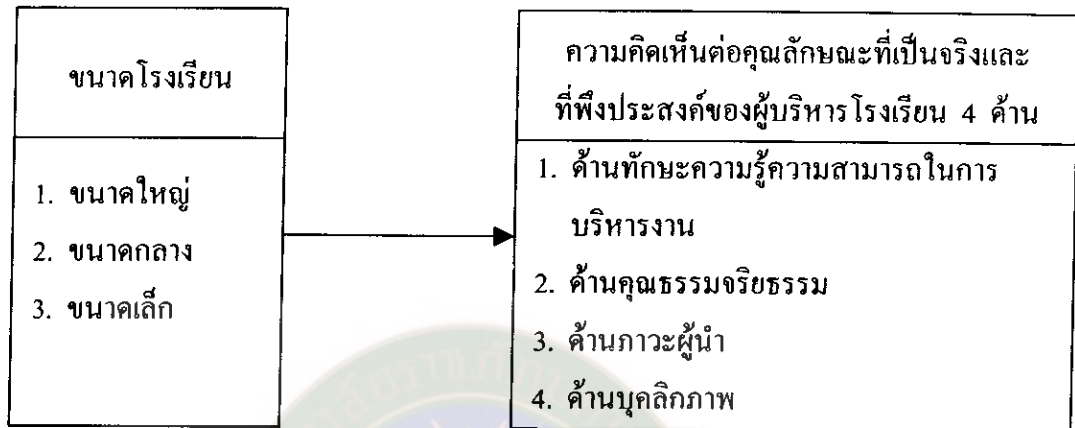 ขนาดโรงเรียน
1. ขนาดใหญ่
2. ขนาดกลาง
3. ขนาดเล็ก
ความคิดเห็นต่อคุณลักษณะที่เป็นจริงและ
ที่พึงประสงค์ของผู้บริหารโรงเรียน 4 ด้าน
1. ด้านทักษะความรู้ความสามารถในการ
บริหารงาน
2. ด้านคุณธรรมจริยธรรม
3. ด้านภาวะผู้นำ
4. ด้านบุคลิกภาพ